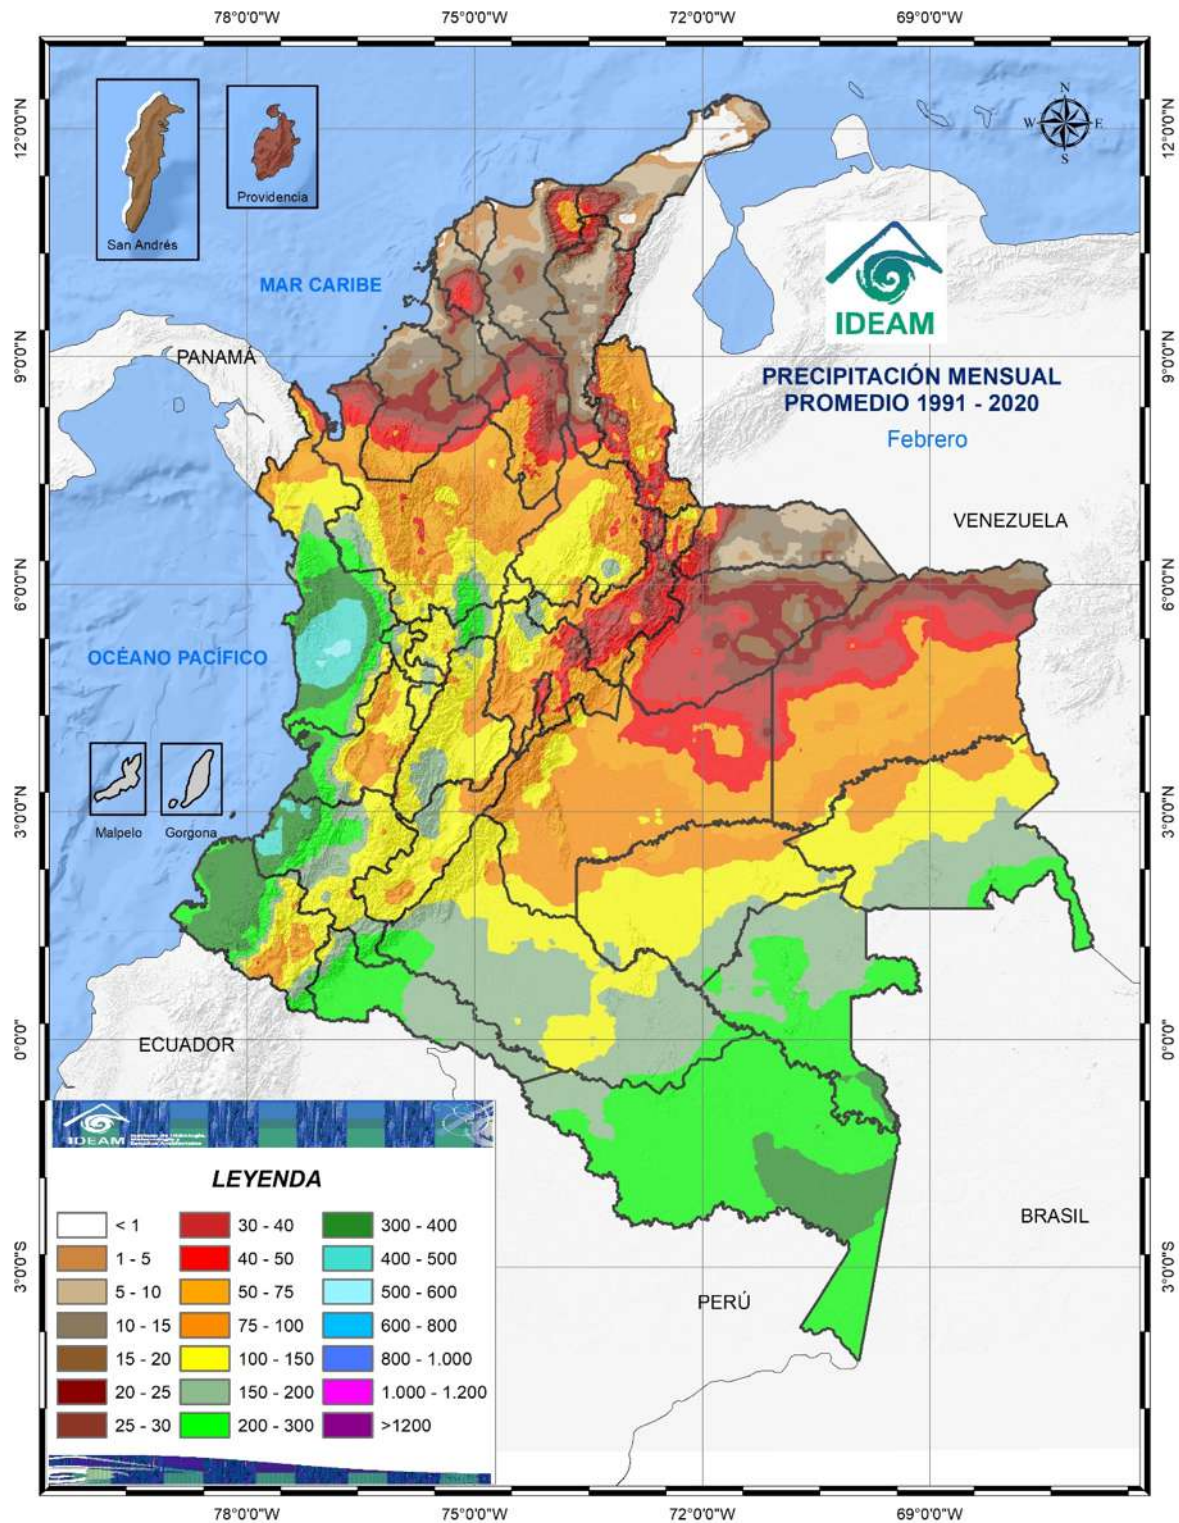 78°0'0"W 75°0'0"W 72°0'0"W 69°0'0"W
12°0'0"N 12°0'0"N
San Andrés
Providencia
N
W E
S
MAR CARIBE
IDEAM
9°0'0"N 9°0'0"N
PANAMÁ
PRECIPITACIÓN MENSUAL
PROMEDIO 1991 - 2020
Febrero
VENEZUELA
6°0'0"N 6°0'0"N
OCÉANO PACÍFICO
3°0'0"N 3°0'0"N
Malpelo Gorgona
0°0'0" 0°0'0"
ECUADOR
IDEAM
LEYENDA
< 1
1 - 5
5 - 10
10 - 15
15 - 20
20 - 25
25 - 30
30 - 40
40 - 50
50 - 75
75 - 100
100 - 150
150 - 200
200 - 300
300 - 400
400 - 500
500 - 600
600 - 800
800 - 1.000
1.000 - 1.200
>1200
BRASIL
3°0'0"S 3°0'0"S
PERÚ
78°0'0"W 75°0'0"W 72°0'0"W 69°0'0"W